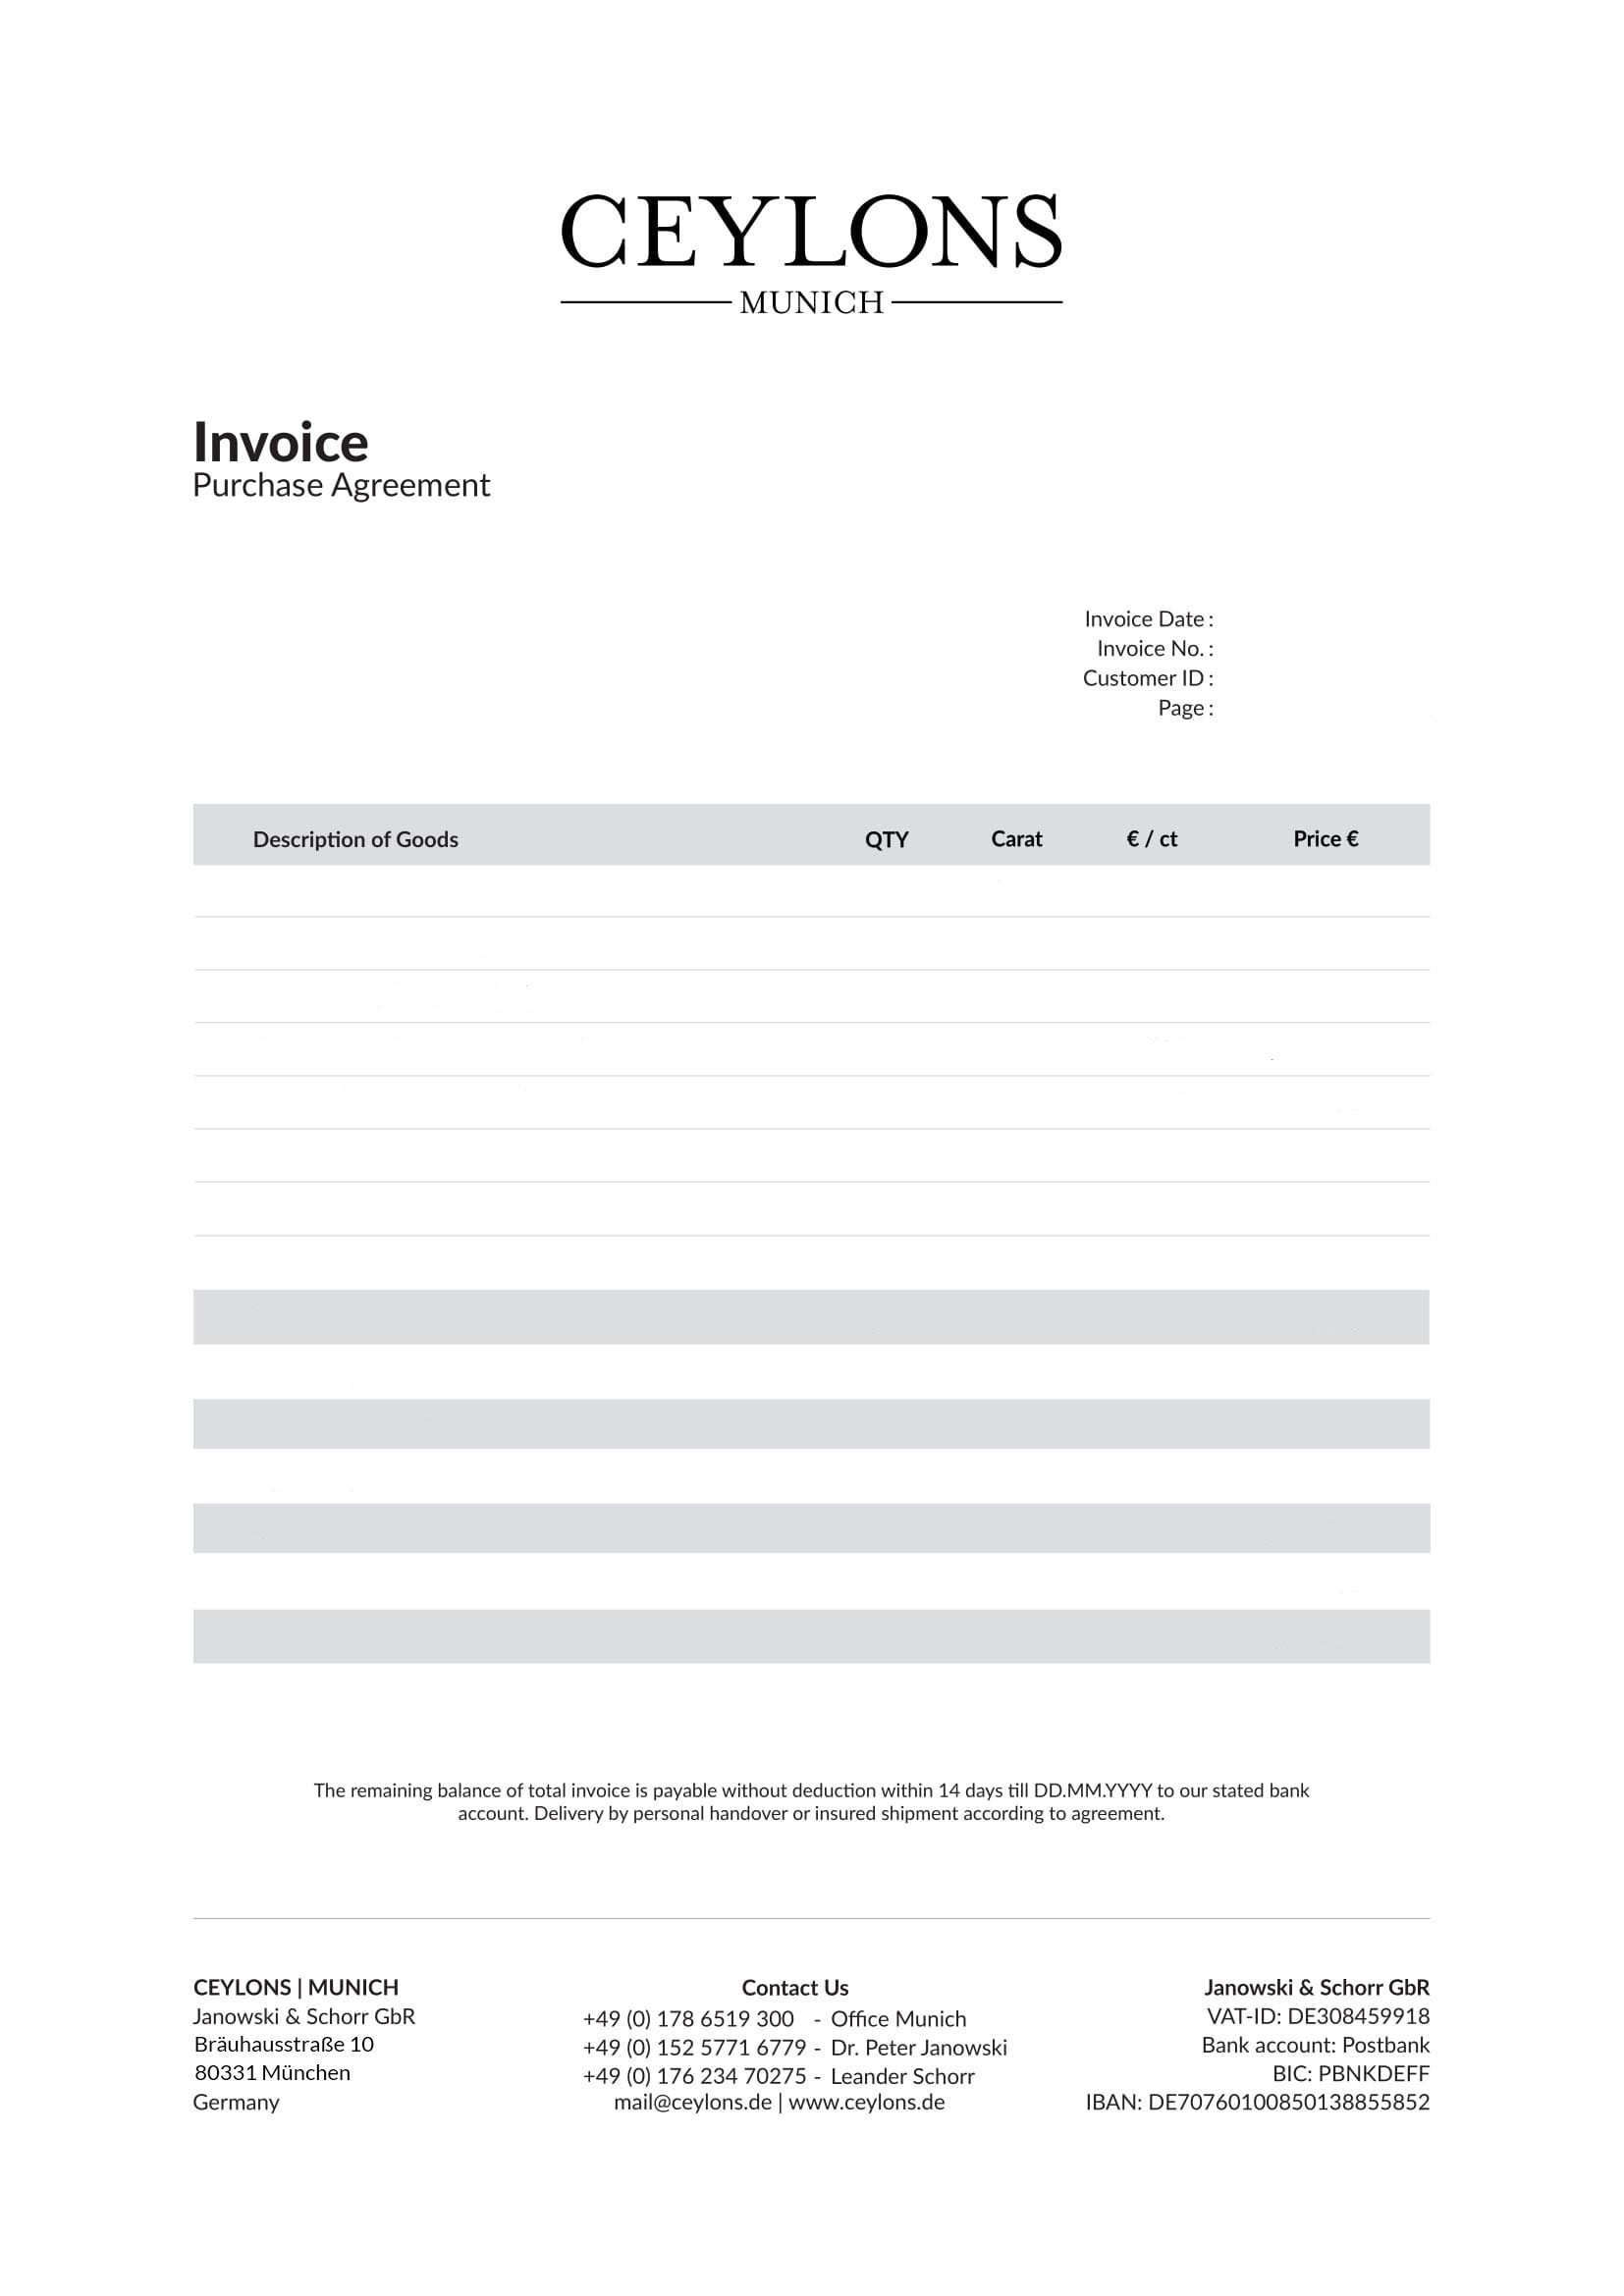 CEYLONS
MUNICH
Invoice
Purchase Agreement
Invoice Date :
Invoice No. :
Customer ID :
Page :
Description of Goods QTY Carat € / ct Price €
The remaining balance of total invoice is payable without deduction within 14 days till DD.MM.YYYY to our stated bank
account. Delivery by personal handover or insured shipment according to agreement.
CEYLONS | MUNICH
Janowski & Schorr GbR
Bräuhausstraße 10
80331 München
Germany
Contact Us
+49 (0) 178 6519 300 - Office Munich
+49 (0) 152 5771 6779 - Dr. Peter Janowski
+49 (0) 176 234 70275 - Leander Schorr
mail@ceylons.de | www.ceylons.de
Janowski & Schorr GbR
VAT-ID: DE308459918
Bank account: Postbank
BIC: PBNKDEFF
IBAN: DE70760100850138855852